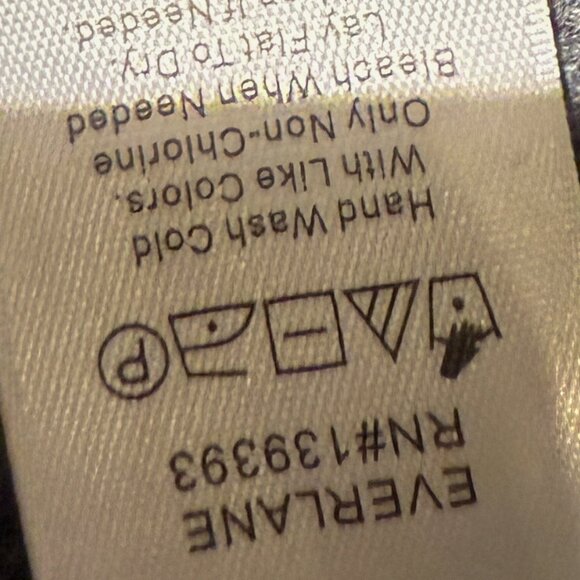 EVERLANE
RN#139393
P
Hand Wash Cold
With Like Colors.
Only Non-Chlorine
Bleach When Needed
Lay Flat To Dry.
If Needed.